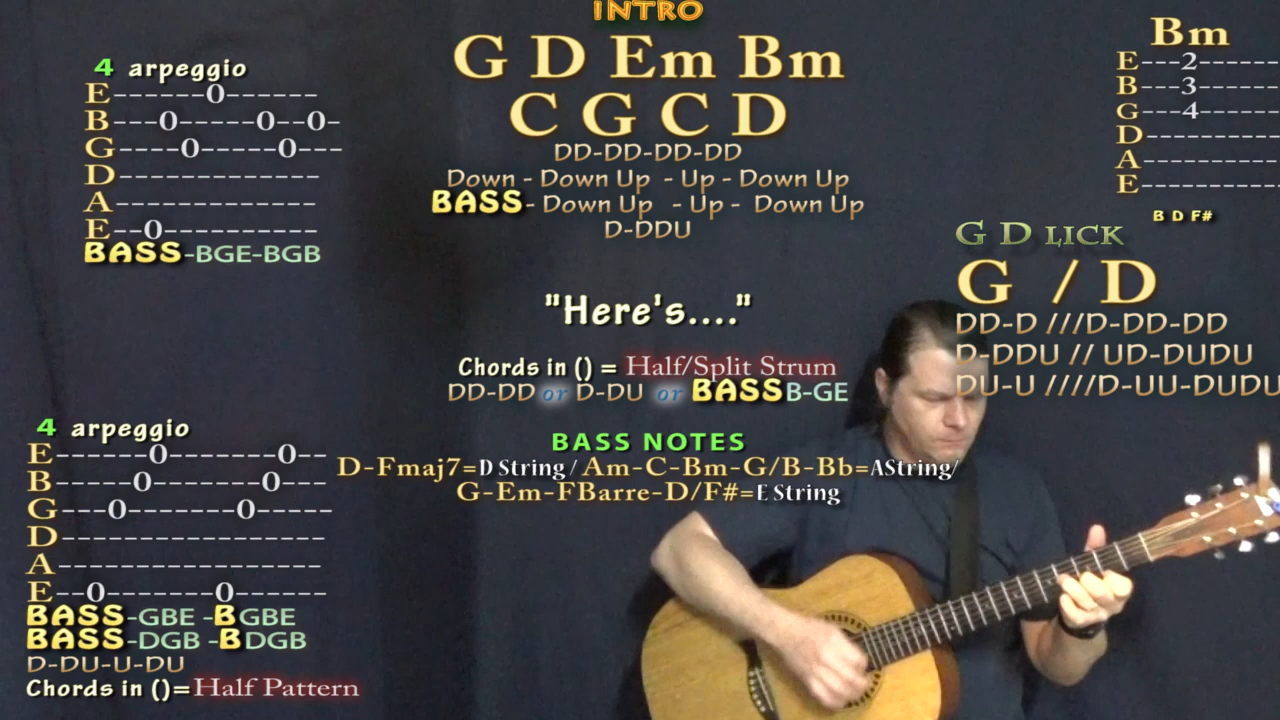 INTRO
G D Em Bm
C G C D
DD-DD-DD-DD
Down - Down Up - Up - Down Up
BASS - Down Up - Up - Down Up
D-DDU
"Here's...."
Chords in () = Half/Split Strum
DD-DD or D-DU or BASS B-GE
BASS NOTES
D-Fmaj7=D String / Am-C-Bm-G/B-Bb=AString/
G-Em-FBarre-D/F#=E String
4 arpeggio
E------0------
B---0-----0--0-
G----0-----0---
D-------------
A-------------
E--0----------
BASS-BGE-BGB
4 arpeggio
E------0------0--
B-----0------0---
G---0------0-----
D----------------
A----------------
E--0------0------
BASS-GBE -BGBE
BASS-DGB -BDGB
D-DU-U-DU
Chords in ()=Half Pattern
Bm
E---2------
B---3------
G---4------
D----------
A----------
E----------
B D F#
G D LICK
G / D
DD-D ///D-DD-DD
D-DDU // UD-DUDU
DU-U ////D-UU-DUDU